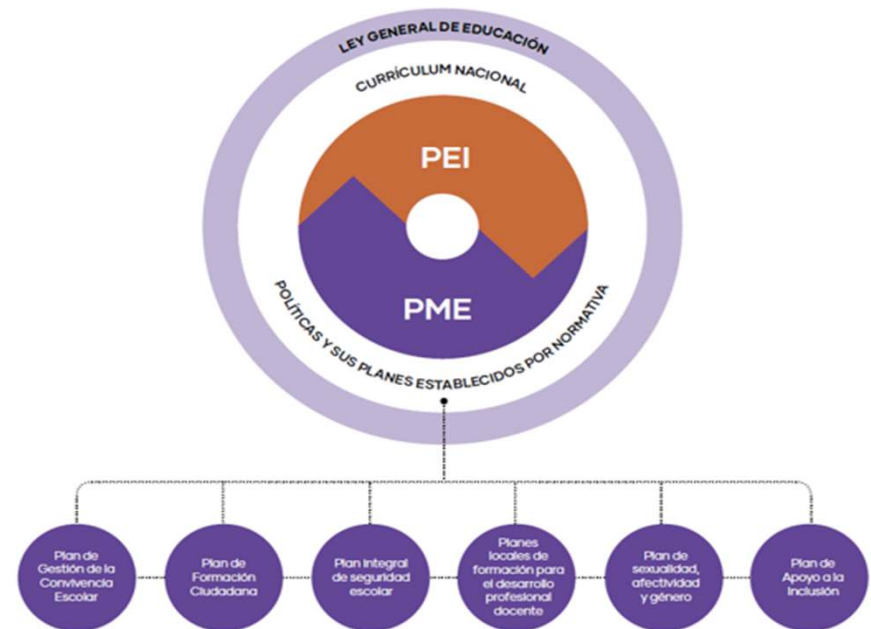 LEY GENERAL DE EDUCACIÓN
CURRÍCULUM NACIONAL
PEI
PME
POLÍTICAS Y SUS PLANES ESTABLECIDOS POR NORMATIVA
Plan de
Gestión de la
Convivencia
Escolar
Plan de
Formación
Ciudadana
Plan integral
de seguridad
escolar
Planes
locales de
formación para
el desarrollo
profesional
docente
Plan de
sexualidad,
afectividad
y género
Plan de
Apoyo a la
Inclusión